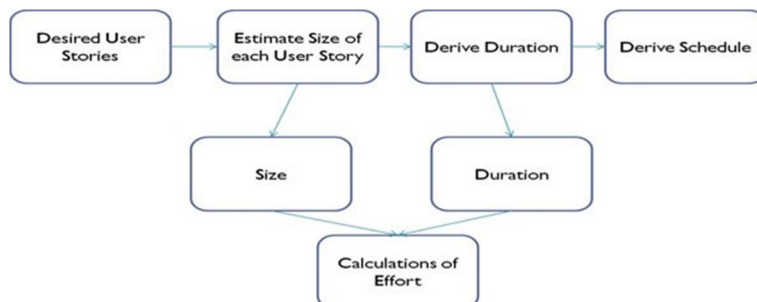 Desired User
Stories
Estimate Size of
each User Story
Derive Duration
Derive Schedule
Size
Duration
Calculations of
Effort